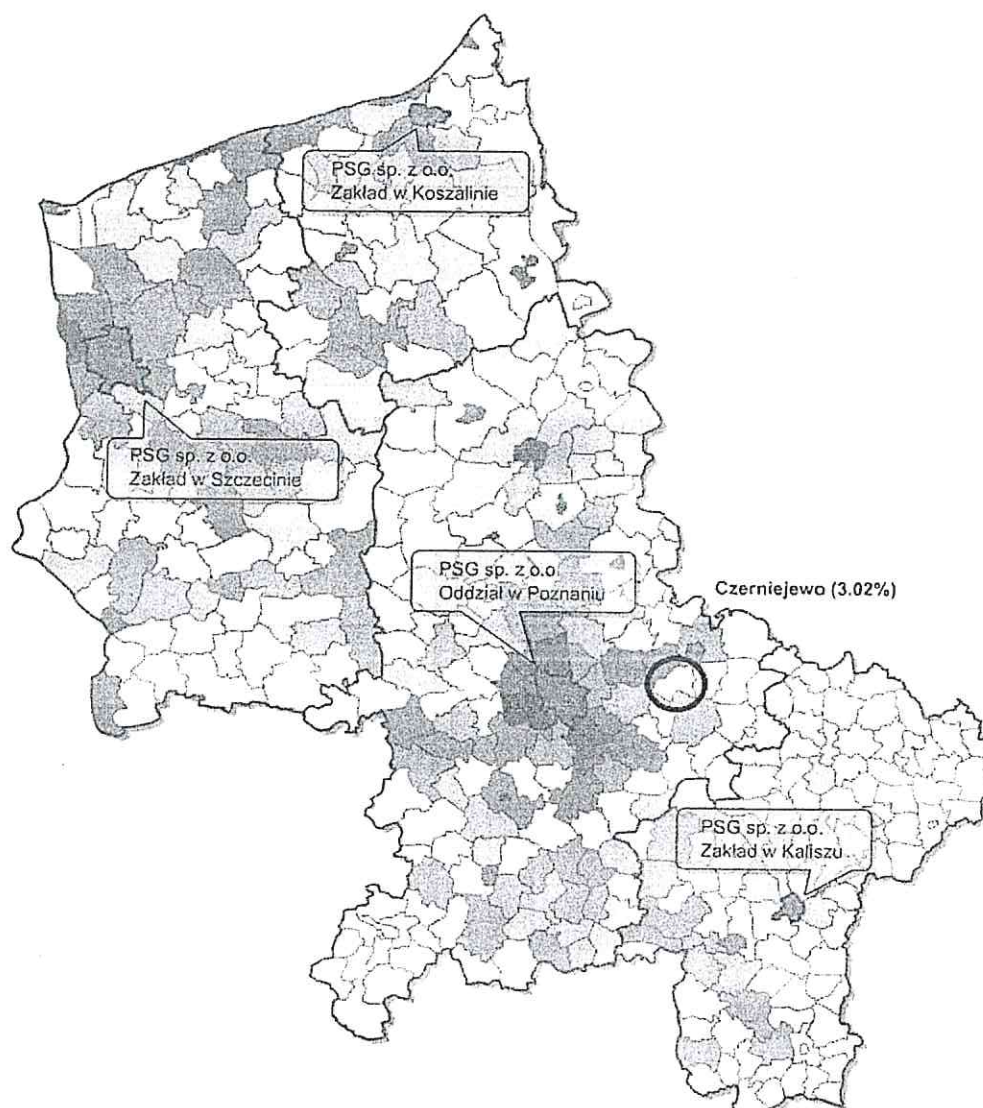 PSG sp. z o.o.
Zakład w Koszalinie
PSG sp. z o.o.
Zakład w Szczecinie
PSG sp. z o.o.
Oddział w Poznaniu
Czerniejewo (3.02%)
PSG sp. z o.o.
Zakład w Kaliszu